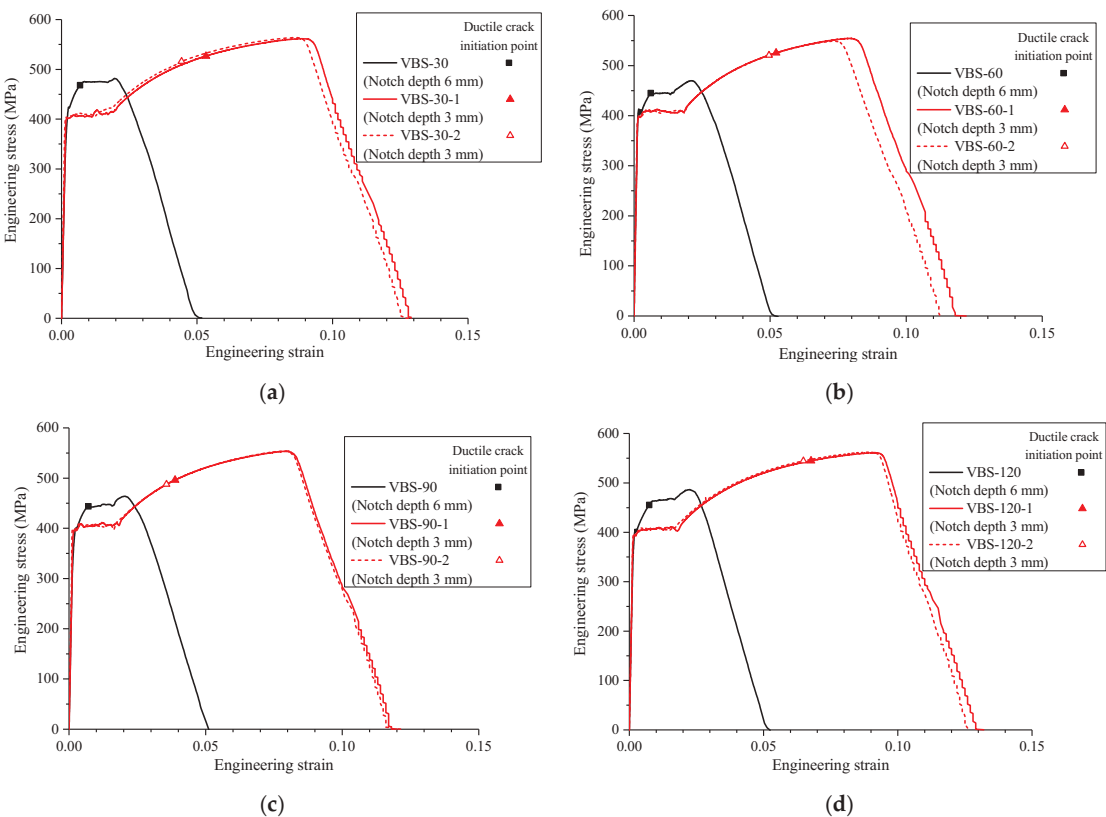 600
500
400
300
200
100
0
Engineering stress (MPa)
0.00
0.05
0.10
0.15
Engineering strain
Ductile crack
initiation point
VBS-30
(Notch depth 6 mm)
VBS-30-1
(Notch depth 3 mm)
VBS-30-2
(Notch depth 3 mm)
(a)
600
500
400
300
200
100
0
Engineering stress (MPa)
0.00
0.05
0.10
0.15
Engineering strain
Ductile crack
initiation point
VBS-60
(Notch depth 6 mm)
VBS-60-1
(Notch depth 3 mm)
VBS-60-2
(Notch depth 3 mm)
(b)
600
500
400
300
200
100
0
Engineering stress (MPa)
0.00
0.05
0.10
0.15
Engineering strain
Ductile crack
initiation point
VBS-90
(Notch depth 6 mm)
VBS-90-1
(Notch depth 3 mm)
VBS-90-2
(Notch depth 3 mm)
(c)
600
500
400
300
200
100
0
Engineering stress (MPa)
0.00
0.05
0.10
0.15
Engineering strain
Ductile crack
initiation point
VBS-120
(Notch depth 6 mm)
VBS-120-1
(Notch depth 3 mm)
VBS-120-2
(Notch depth 3 mm)
(d)